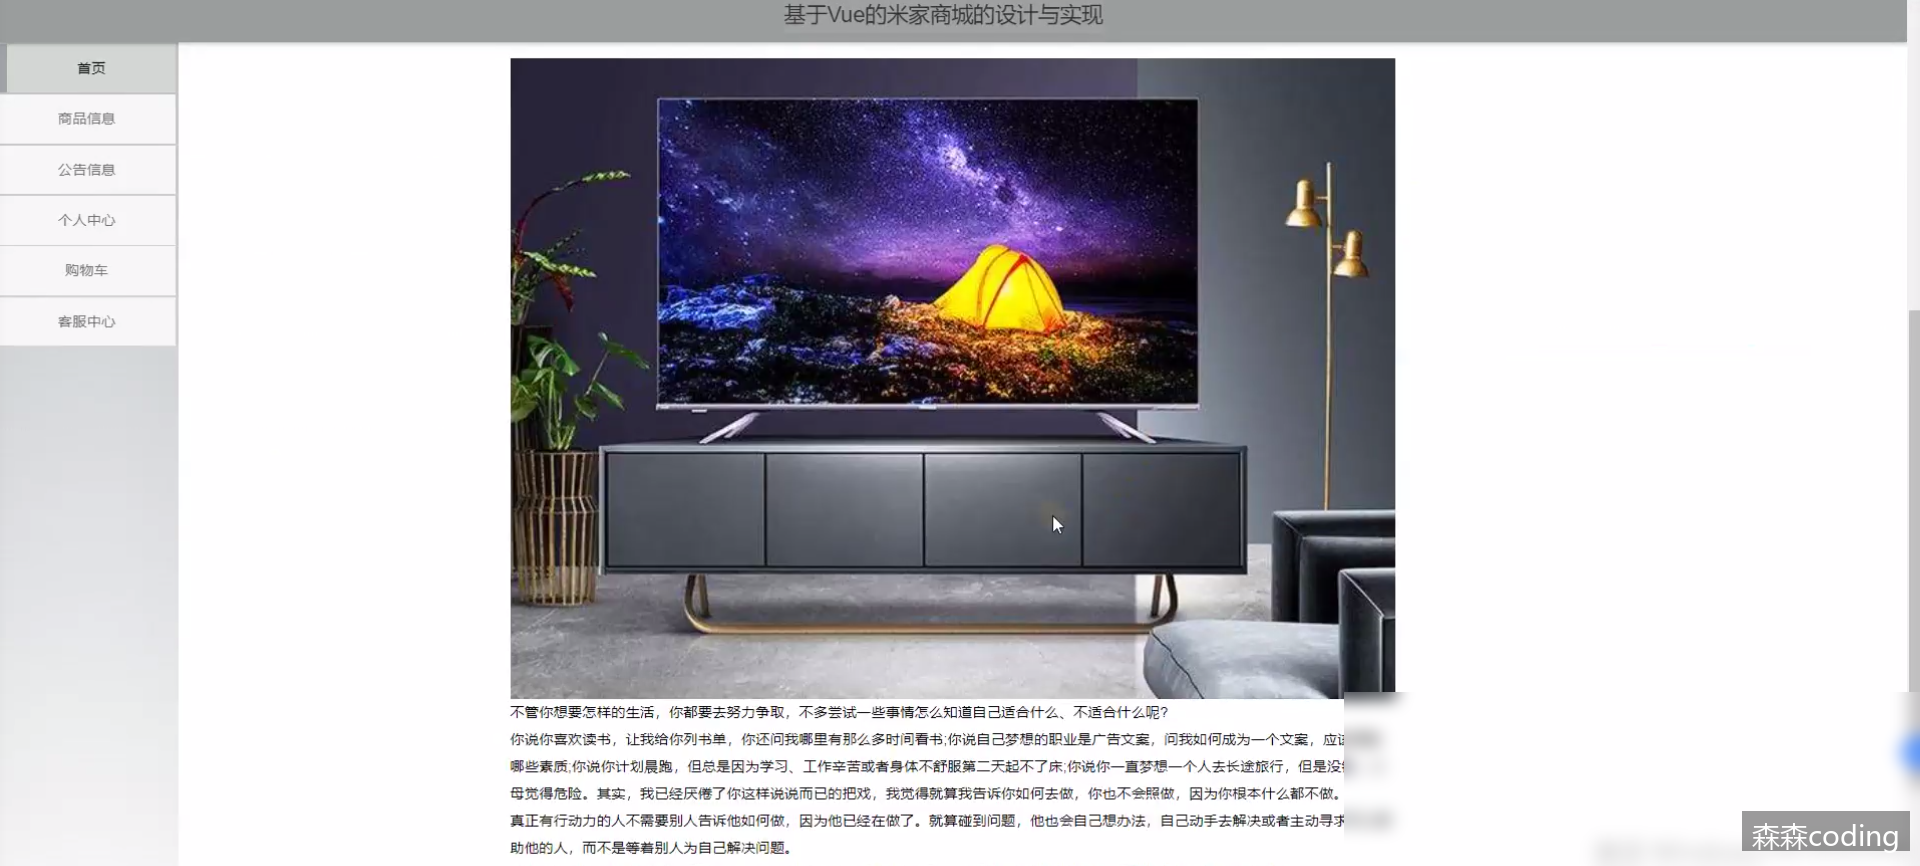 基于Vue的米家商城的设计与实现
首页
商品信息
公告信息
个人中心
购物车
客服中心
不管你想要怎样的生活，你都要去努力争取，不多尝试一些事情怎么知道自己适合什么、不适合什么呢?
你说你喜欢读书，让我给你列书单，你还问我哪里有那么多时间看书;你说自己梦想的职业是广告文案，问我如何成为一个文案，应该
哪些素质;你说你计划晨跑，但总是因为学习、工作辛苦或者身体不舒服第二天起不了床;你说你一直梦想一个人去长途旅行，但是没
母觉得危险。其实，我已经厌倦了你这样说说而已的把戏，我觉得就算我告诉你如何去做，你也不会照做，因为你根本什么都不做。
真正有行动力的人不需要别人告诉他如何做，因为他已经在做了。就算碰到问题，他也会自己想办法，自己动手去解决或者主动寻求
助他的人，而不是等着别人为自己解决问题。
森森coding